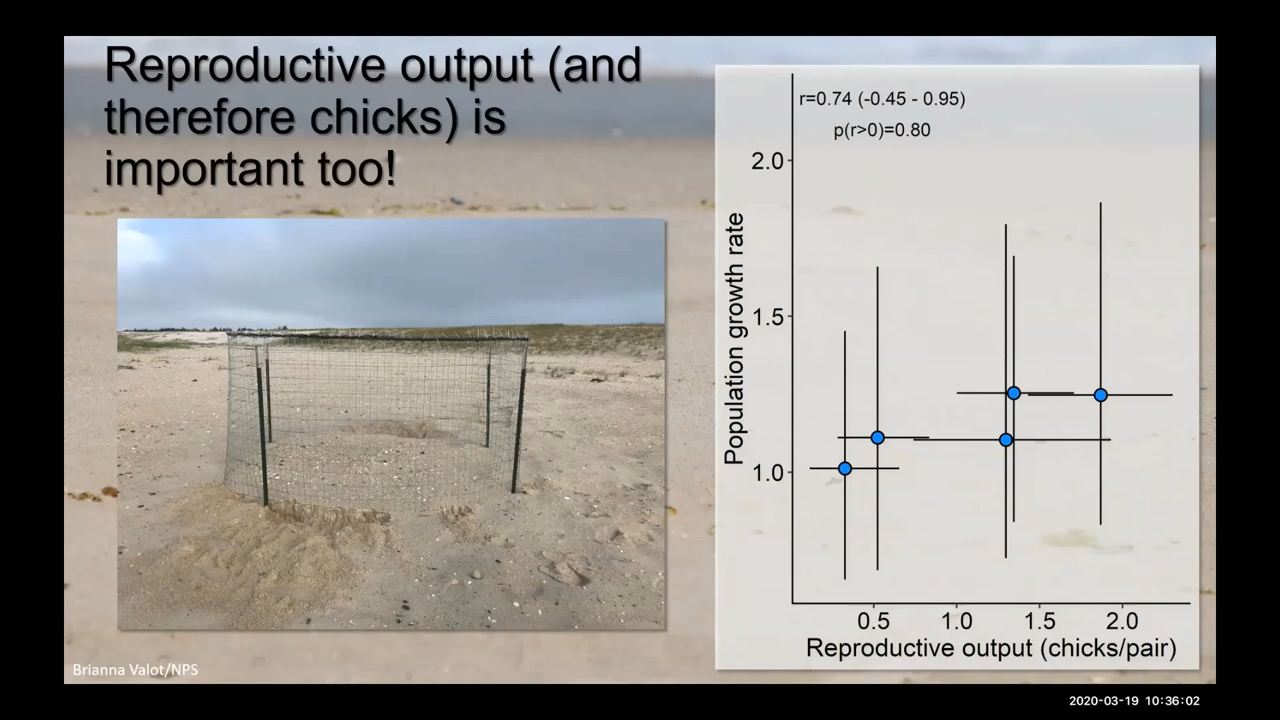 Reproductive output (and
therefore chicks) is
important too!
r=0.74 (-0.45 - 0.95)
p(r>0)=0.80
2.0
1.5
1.0
Population growth rate
0.5 1.0 1.5 2.0
Reproductive output (chicks/pair)
Brianna Valot/NPS
2020-03-19 10:36:02